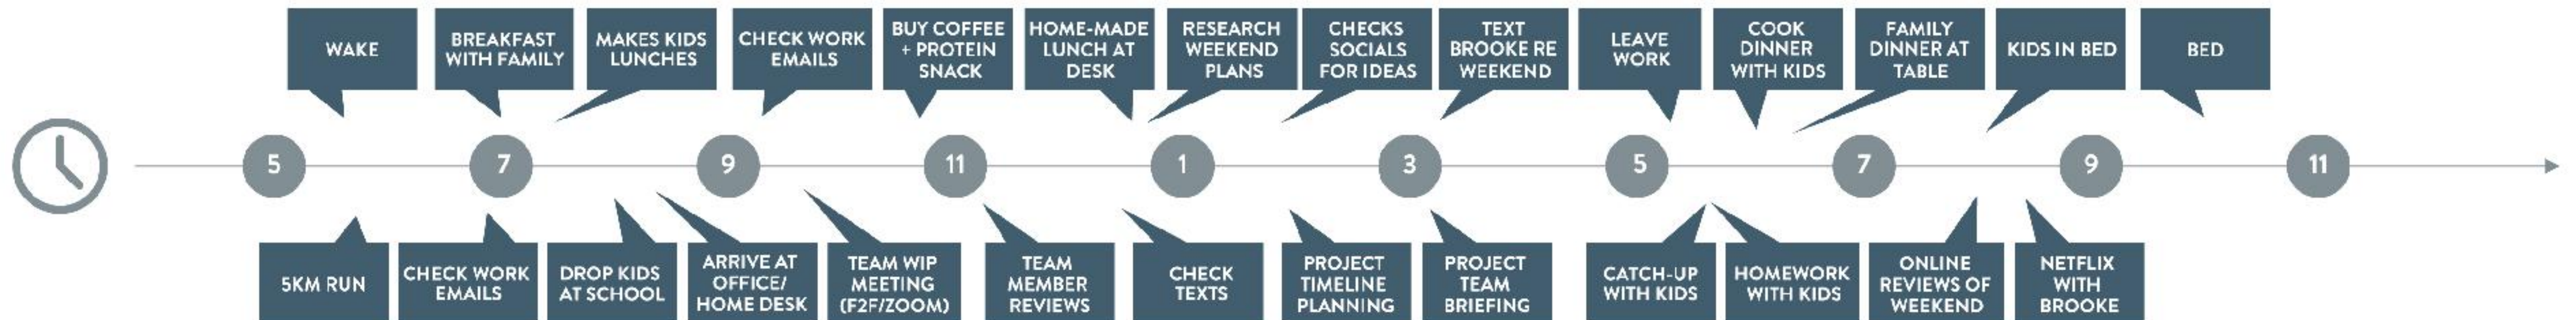 WAKE
BREAKFAST
WITH FAMILY
MAKES KIDS
LUNCHES
CHECK WORK
EMAILS
BUY COFFEE
+ PROTEIN
SNACK
HOME-MADE
LUNCH AT
DESK
RESEARCH
WEEKEND
PLANS
CHECKS
SOCIALS
FOR IDEAS
TEXT
BROOKE RE
WEEKEND
LEAVE
WORK
COOK
DINNER
WITH KIDS
FAMILY
DINNER AT
TABLE
KIDS IN BED
BED
5
7
9
11
1
3
5
7
9
11
5KM RUN
CHECK WORK
EMAILS
DROP KIDS
AT SCHOOL
ARRIVE AT
OFFICE/
HOME DESK
TEAM WIP
MEETING
(F2F/ZOOM)
TEAM
MEMBER
REVIEWS
CHECK
TEXTS
PROJECT
TIMELINE
PLANNING
PROJECT
TEAM
BRIEFING
CATCH-UP
WITH KIDS
HOMEWORK
WITH KIDS
ONLINE
REVIEWS OF
WEEKEND
NETFLIX
WITH
BROOKE